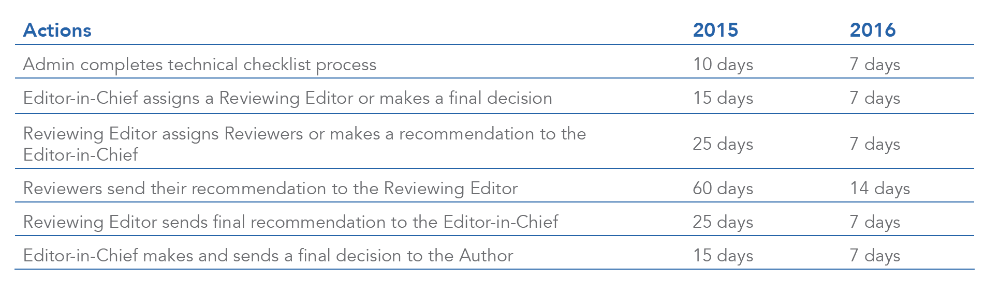 Actions 2015 2016
Admin completes technical checklist process 10 days 7 days
Editor-in-Chief assigns a Reviewing Editor or makes a final decision 15 days 7 days
Reviewing Editor assigns Reviewers or makes a recommendation to the
Editor-in-Chief 25 days 7 days
Reviewers send their recommendation to the Reviewing Editor 60 days 14 days
Reviewing Editor sends final recommendation to the Editor-in-Chief 25 days 7 days
Editor-in-Chief makes and sends a final decision to the Author 15 days 7 days